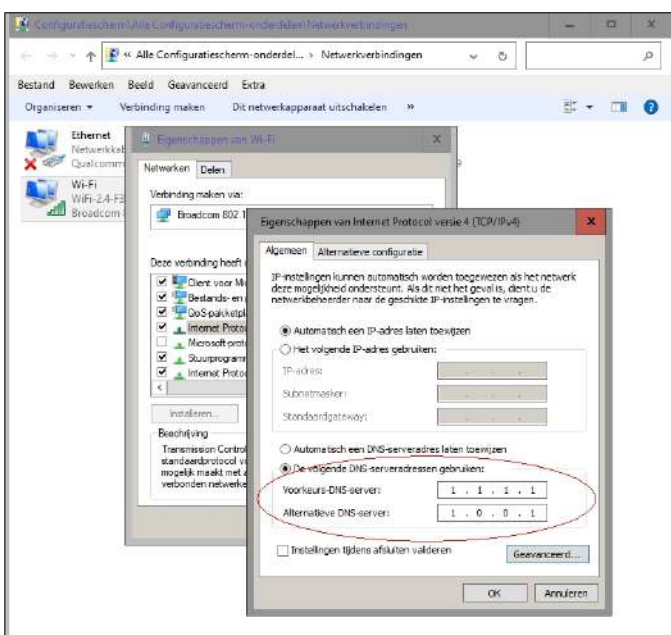 Configuratiescherm\Alle Configuratiescherm-onderdelen\Netwerkverbindingen
« Alle Configuratiescherm-onderdel... › Netwerkverbindingen
Bestand Bewerken Beeld Geavanceerd Extra
Organiseren Verbinding maken Dit netwerkapparaat uitschakelen »
Ethernet
Netwerkkab
Qualcomm
Wi-Fi
WiFi-2.4-F3
Broadcom
Eigenschappen van Wi-Fi
Netwerken Delen
Verbinding maken via:
Broadcom 802.1
Deze verbinding heeft
Client voor Mi
Bestands- en
QoS-pakketpl
Internet Proto
Microsoft-prot
Stuurprogramm
Internet Proto
Installeren...
Beschrijving
Transmission Control
standaardprotocol v
mogelijk maakt met
verbonden netwerke
Eigenschappen van Internet Protocol versie 4 (TCP/IPv4)
Algemeen Alternatieve configuratie
IP-instellingen kunnen automatisch worden toegewezen als het netwerk
deze mogelijkheid ondersteunt. Als dit niet het geval is, dient u de
netwerkbeheerder naar de geschikte IP-instellingen te vragen.
Automatisch een IP-adres laten toewijzen
Het volgende IP-adres gebruiken:
IP-adres:
Subnetmasker:
Standaardgateway:
Automatisch een DNS-serveradres laten toewijzen
De volgende DNS-serveradressen gebruiken:
Voorkeurs-DNS-server: 1 . 1 . 1 . 1
Alternatieve DNS-server: 1 . 0 . 0 . 1
Instellingen tijdens afsluiten valideren
Geavanceerd...
OK Annuleren